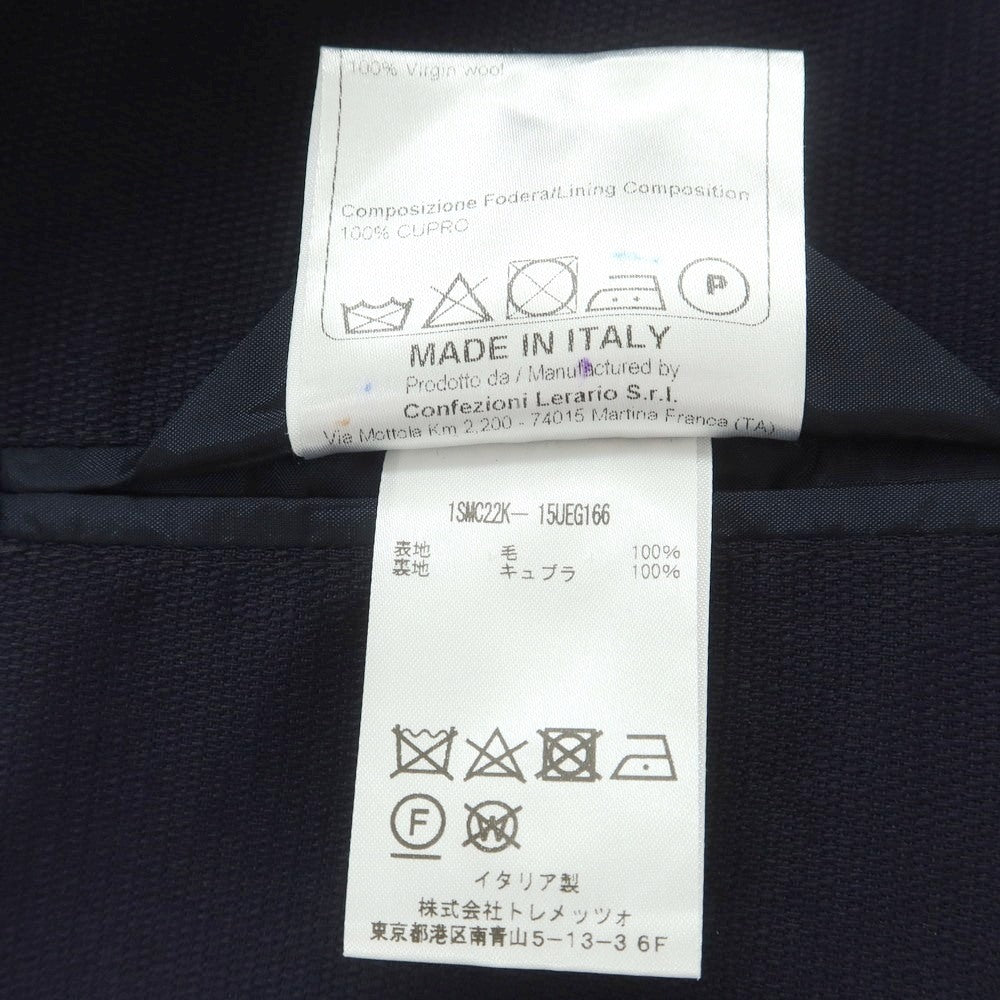 100% Virgin wool
Composizione Fodera/Lining Composition
100% CUPRO
P
MADE IN ITALY
Prodotto da / Manufactured by
Confezioni Lerario S.r.l.
Via Mottola Km 2,200 - 74015 Martina Franca (TA)
1SMC22K- 15UEG166
表地 毛 100%
裏地 キュプラ 100%
F W
イタリア製
株式会社トレメッツォ
東京都港区南青山5-13-3 6F